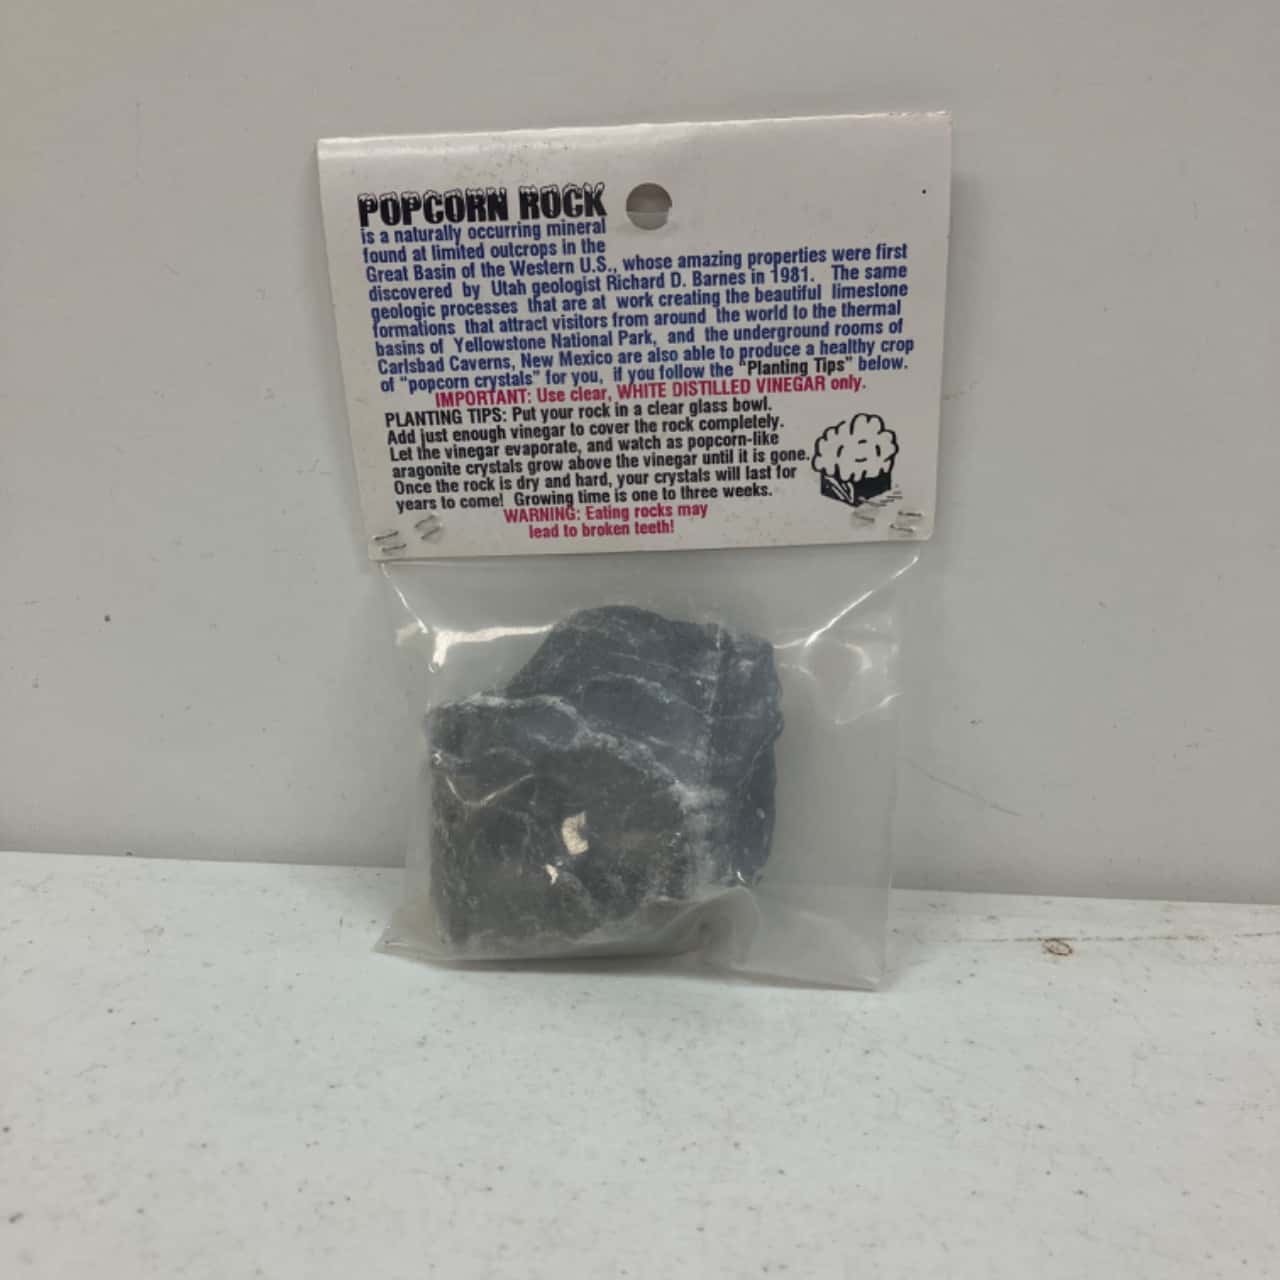 POPCORN ROCK
is a naturally occurring mineral
found at limited outcrops in the
Great Basin of the Western U.S., whose amazing properties were first
discovered by Utah geologist Richard D. Barnes in 1981. The same
geologic processes that are at work creating the beautiful limestone
formations that attract visitors from around the world to the thermal
basins of Yellowstone National Park, and the underground rooms of
Carlsbad Caverns, New Mexico are also able to produce a healthy crop
of "popcorn crystals" for you, if you follow the "Planting Tips" below.
IMPORTANT: Use clear, WHITE DISTILLED VINEGAR only.
PLANTING TIPS: Put your rock in a clear glass bowl.
Add just enough vinegar to cover the rock completely.
Let the vinegar evaporate, and watch as popcorn-like
aragonite crystals grow above the vinegar until it is gone.
Once the rock is dry and hard, your crystals will last for
years to come! Growing time is one to three weeks.
WARNING: Eating rocks may
lead to broken teeth!